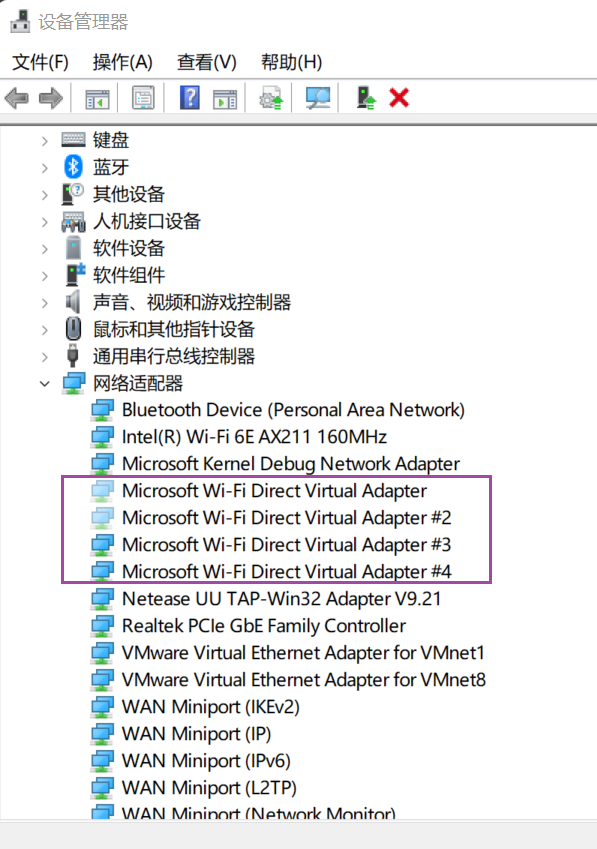 设备管理器
文件(F) 操作(A) 查看(V) 帮助(H)
键盘
蓝牙
其他设备
人机接口设备
软件设备
软件组件
声音、视频和游戏控制器
鼠标和其他指针设备
通用串行总线控制器
网络适配器
Bluetooth Device (Personal Area Network)
Intel(R) Wi-Fi 6E AX211 160MHz
Microsoft Kernel Debug Network Adapter
Microsoft Wi-Fi Direct Virtual Adapter
Microsoft Wi-Fi Direct Virtual Adapter #2
Microsoft Wi-Fi Direct Virtual Adapter #3
Microsoft Wi-Fi Direct Virtual Adapter #4
Netease UU TAP-Win32 Adapter V9.21
Realtek PCIe GbE Family Controller
VMware Virtual Ethernet Adapter for VMnet1
VMware Virtual Ethernet Adapter for VMnet8
WAN Miniport (IKEv2)
WAN Miniport (IP)
WAN Miniport (IPv6)
WAN Miniport (L2TP)
WAN Miniport (Network Monitor)